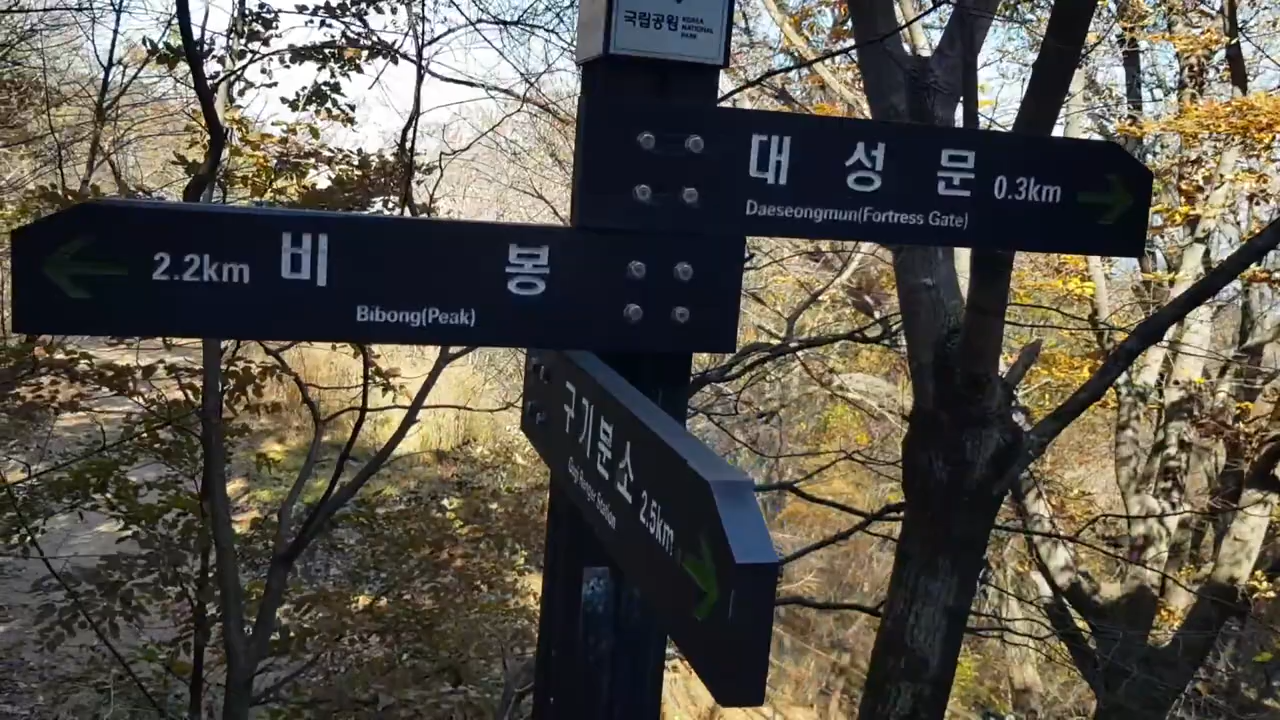 국립공원 KOREA NATIONAL PARK
대성문 0.3km
Daeseongmun(Fortress Gate)
2.2km 비봉
Bibong(Peak)
구기분소 2.5km
Gugi Ranger Station